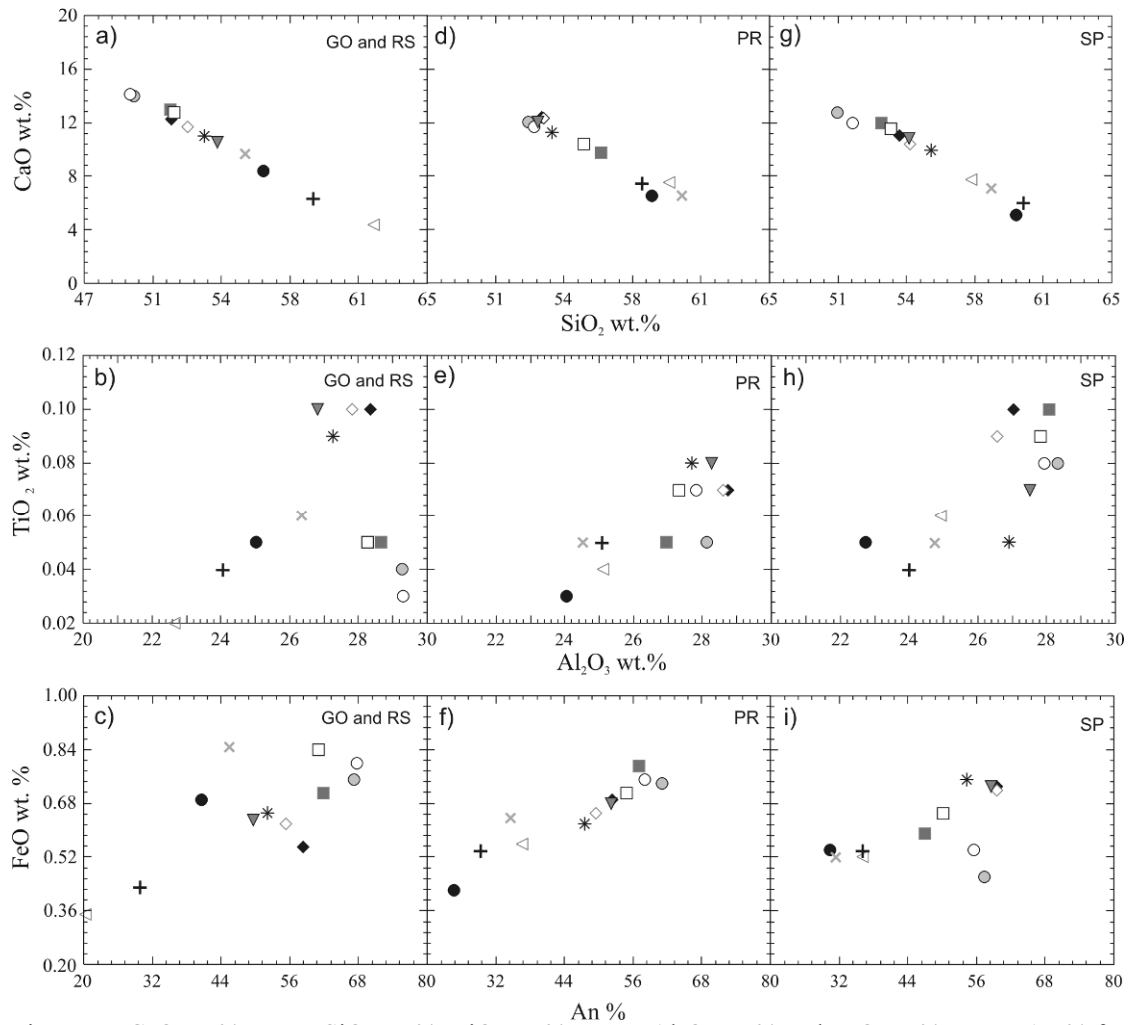 a) GO and RS
d) PR
g) SP
20
16
12
8
4
0
CaO wt.%
47 51 54 58 61 65 51 54 58 61 65 51 54 58 61 65
SiO₂ wt.%
b) GO and RS
e) PR
h) SP
0.12
0.10
0.08
0.06
0.04
0.02
TiO₂ wt.%
20 22 24 26 28 30 24 26 28 30 22 24 26 28 30
Al₂O₃ wt.%
c) GO and RS
f) PR
i) SP
1.00
0.84
0.68
0.52
0.36
0.20
FeO wt. %
20 32 44 56 68 80 32 44 56 68 80 32 44 56 68 80
An %